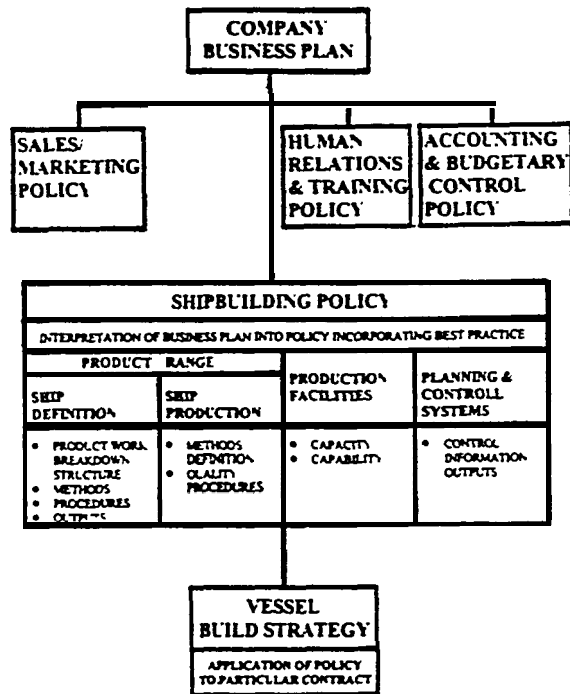 COMPANY
BUSINESS PLAN
SALES/
MARKETING
POLICY
HUMAN
RELATIONS
& TRAINING
POLICY
ACCOUNTING
& BUDGETARY
CONTROL
POLICY
SHIPBUILDING POLICY
INTERPRETATION OF BUSINESS PLAN INTO POLICY INCORPORATING BEST PRACTICE
PRODUCT RANGE
SHIP
DEFINITION
SHIP
PRODUCTION
PRODUCTION
FACILITIES
PLANNING &
CONTROLL
SYSTEMS
• PRODUCT WORK
BREAKDOWN
STRUCTURE
• METHODS
• PROCEDURES
• OUTPUTS
• METHODS
DEFINITION
• QUALITY
PROCEDURES
• CAPACITY
• CAPABILITY
• CONTROL
INFORMATION
OUTPUTS
VESSEL
BUILD STRATEGY
APPLICATION OF POLICY
TO PARTICULAR CONTRACT